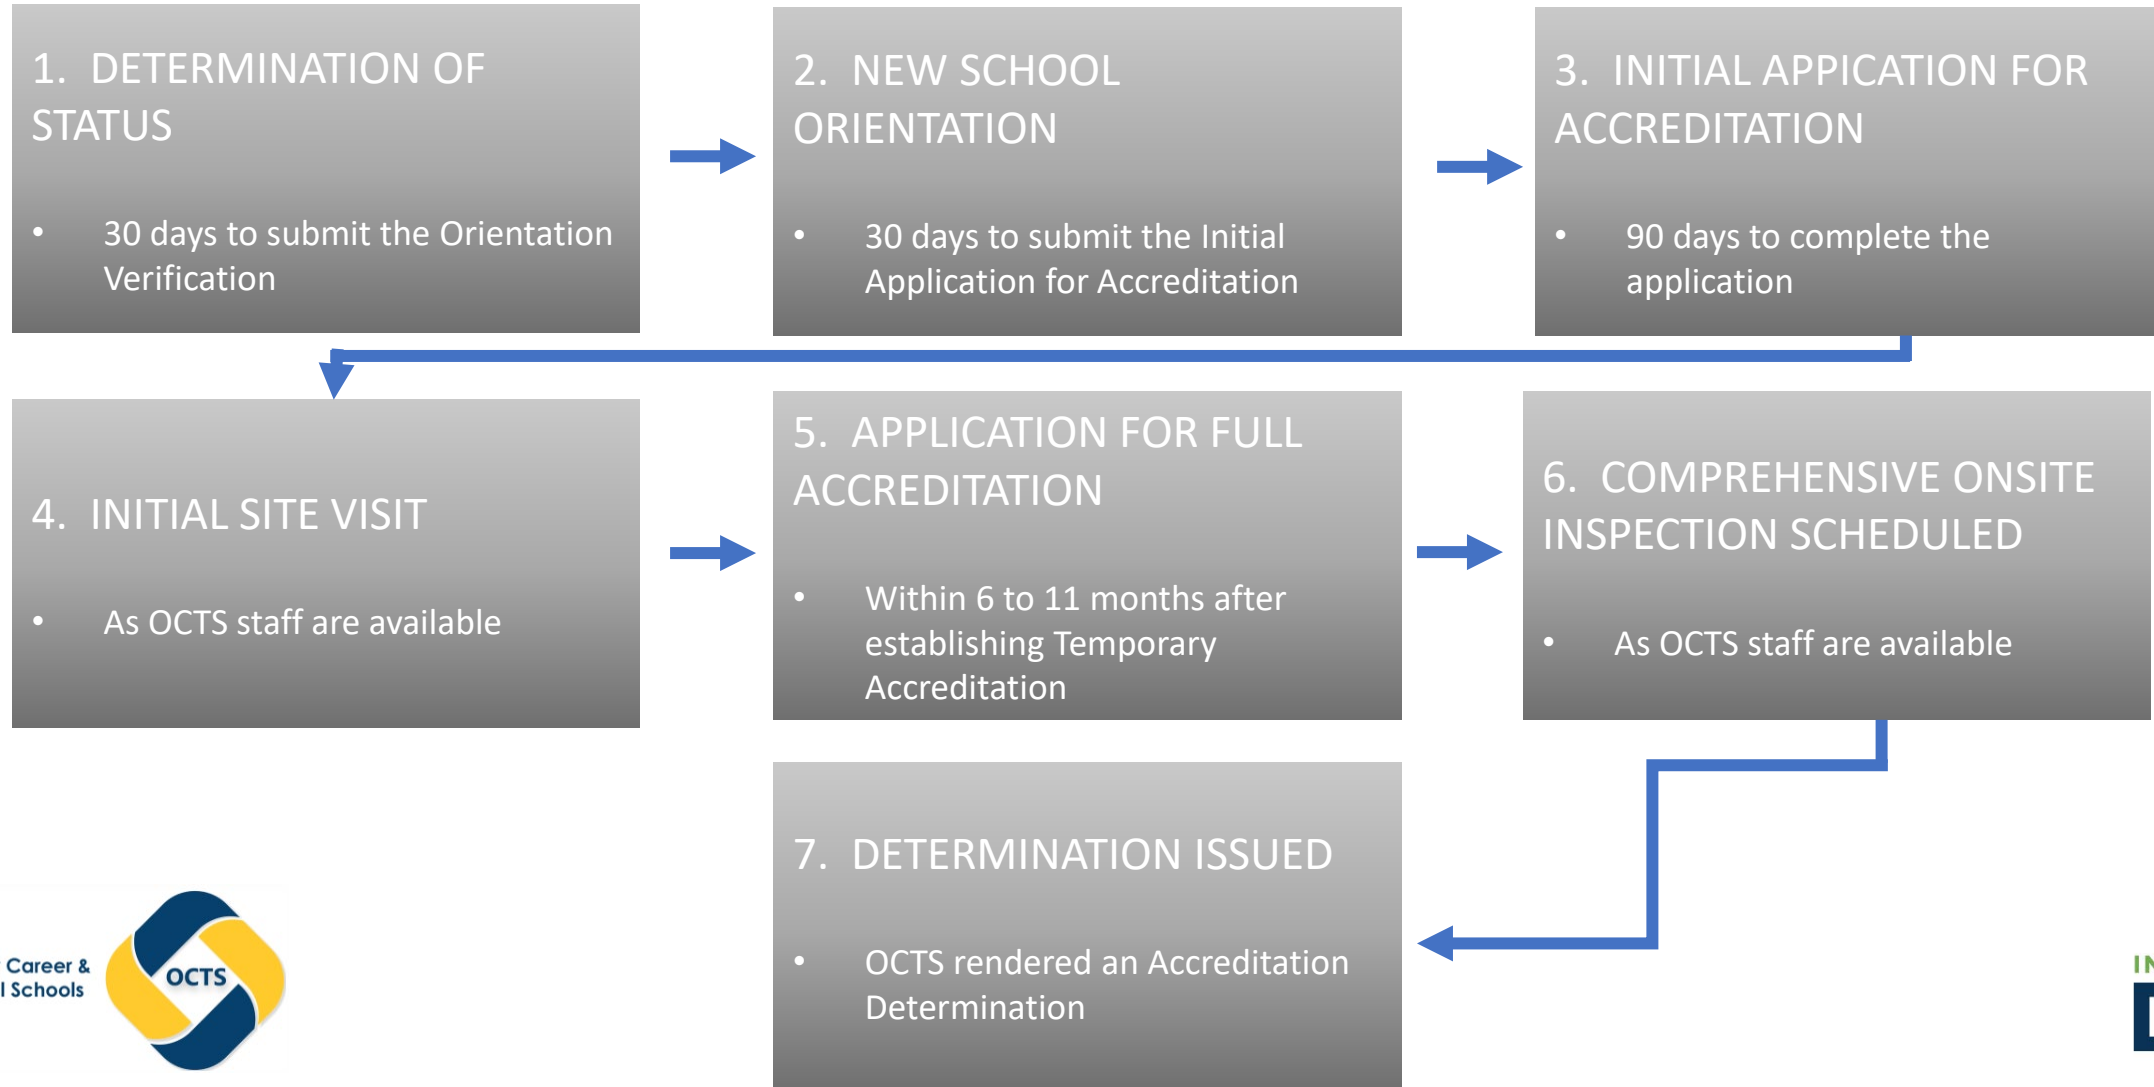 1. DETERMINATION OF
STATUS
• 30 days to submit the Orientation
Verification
2. NEW SCHOOL
ORIENTATION
• 30 days to submit the Initial
Application for Accreditation
3. INITIAL APPICATION FOR
ACCREDITATION
• 90 days to complete the
application
4. INITIAL SITE VISIT
• As OCTS staff are available
5. APPLICATION FOR FULL
ACCREDITATION
• Within 6 to 11 months after
establishing Temporary
Accreditation
6. COMPREHENSIVE ONSITE
INSPECTION SCHEDULED
• As OCTS staff are available
7. DETERMINATION ISSUED
• OCTS rendered an Accreditation
Determination
Career &
Schools
OCTS